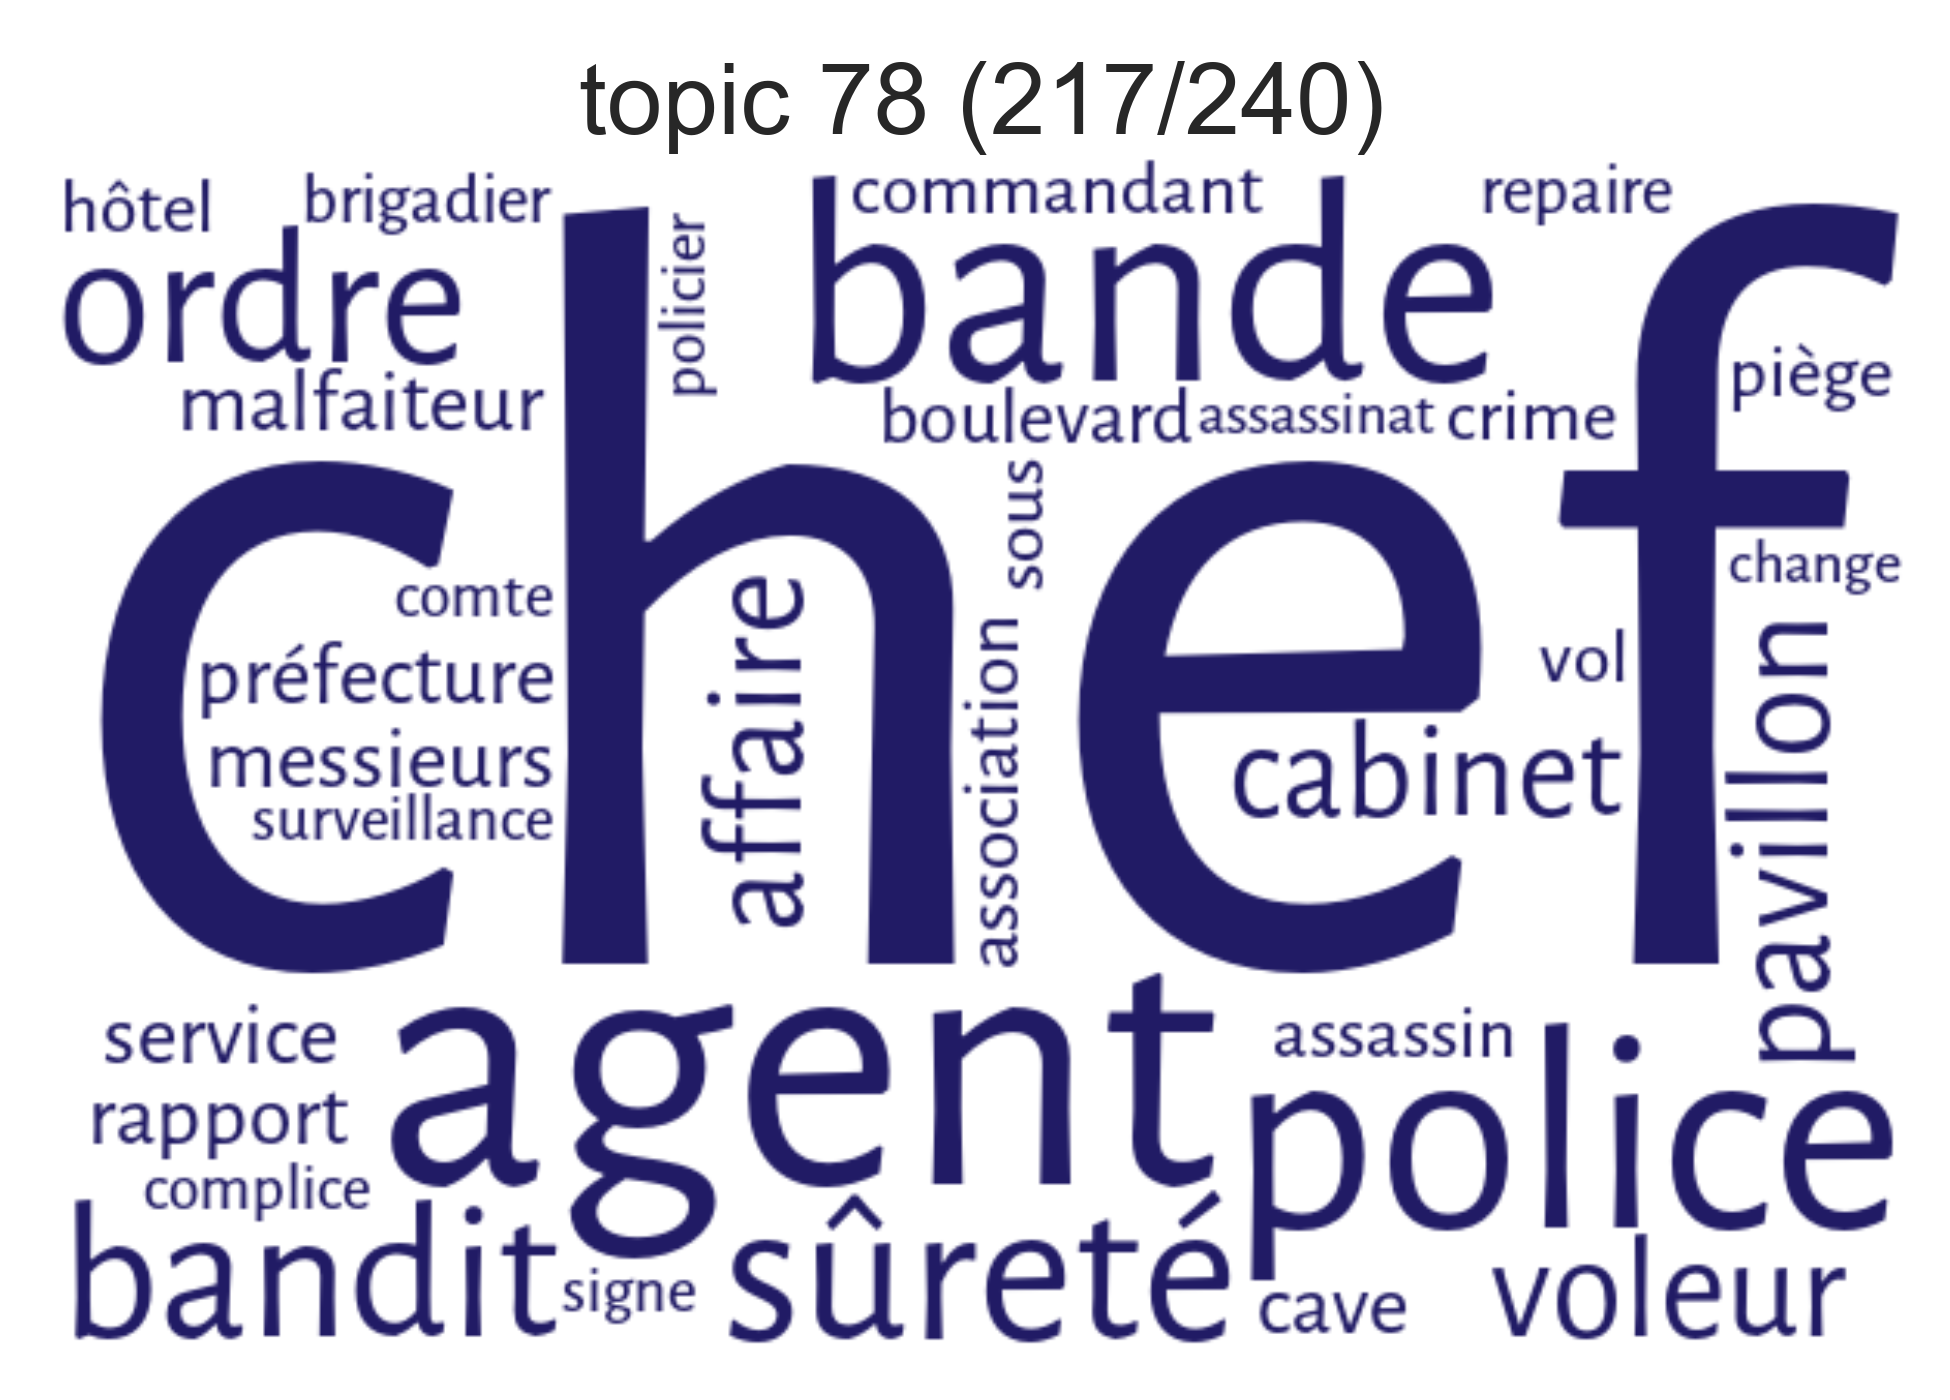 topic 78 (217/240)
hôtel
brigadier
policier
commandant
repaire
ordre
bande
malfaiteur
piège
boulevard
assassinat
crime
chef
sous
change
comte
affaire
association
vol
pavillon
préfecture
messieurs
cabinet
surveillance
service
agent
assassin
police
rapport
complice
bandit
signe
sûreté
cave
voleur